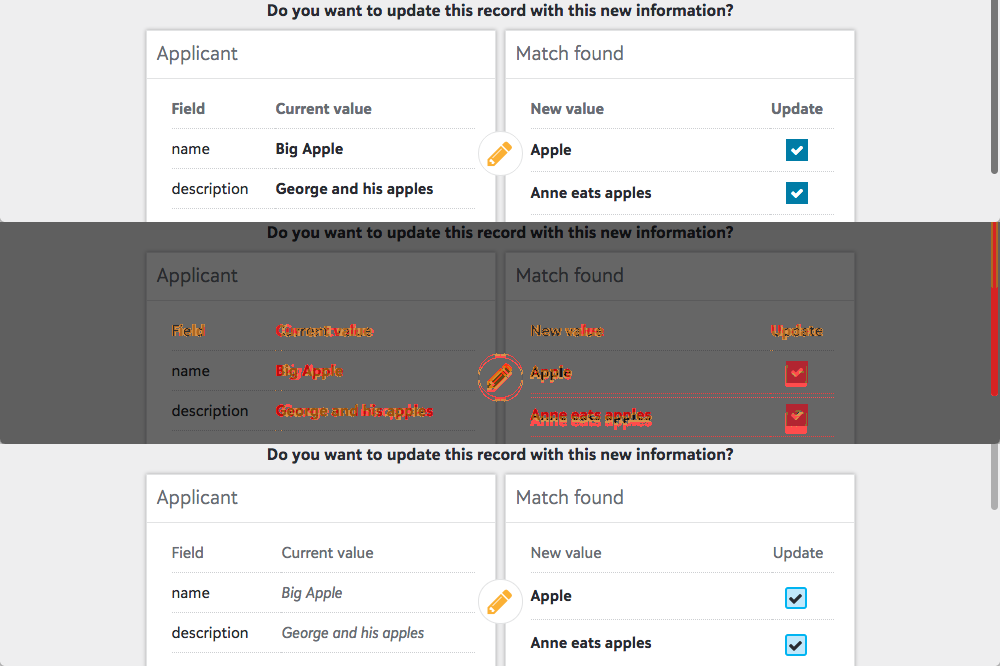 Do you want to update this record with this new information?
Applicant
Match found
Field Current value
New value Update
name Big Apple
Apple
description George and his apples
Anne eats apples
Do you want to update this record with this new information?
Applicant
Match found
Field Current value
New value Update
name Big Apple
Apple
description George and his apples
Anne eats apples
Do you want to update this record with this new information?
Applicant
Match found
Field Current value
New value Update
name Big Apple
Apple
description George and his apples
Anne eats apples